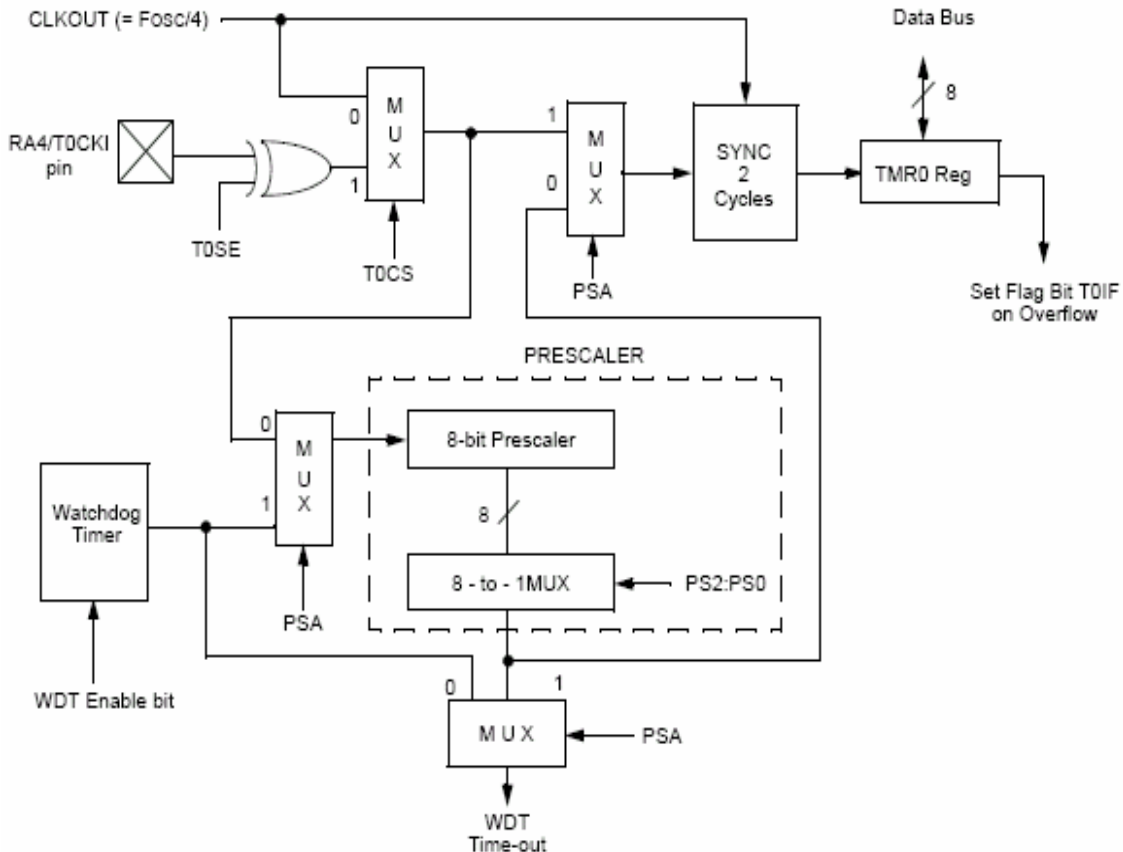 CLKOUT (= Fosc/4)
Data Bus
8
RA4/T0CKI
pin
T0SE
0
1
M
U
X
T0CS
1
0
M
U
X
PSA
SYNC
2
Cycles
TMR0 Reg
Set Flag Bit T0IF
on Overflow
PRESCALER
0
1
M
U
X
PSA
8-bit Prescaler
8
8 - to - 1MUX
PS2:PS0
Watchdog
Timer
WDT Enable bit
0
1
M U X
PSA
WDT
Time-out